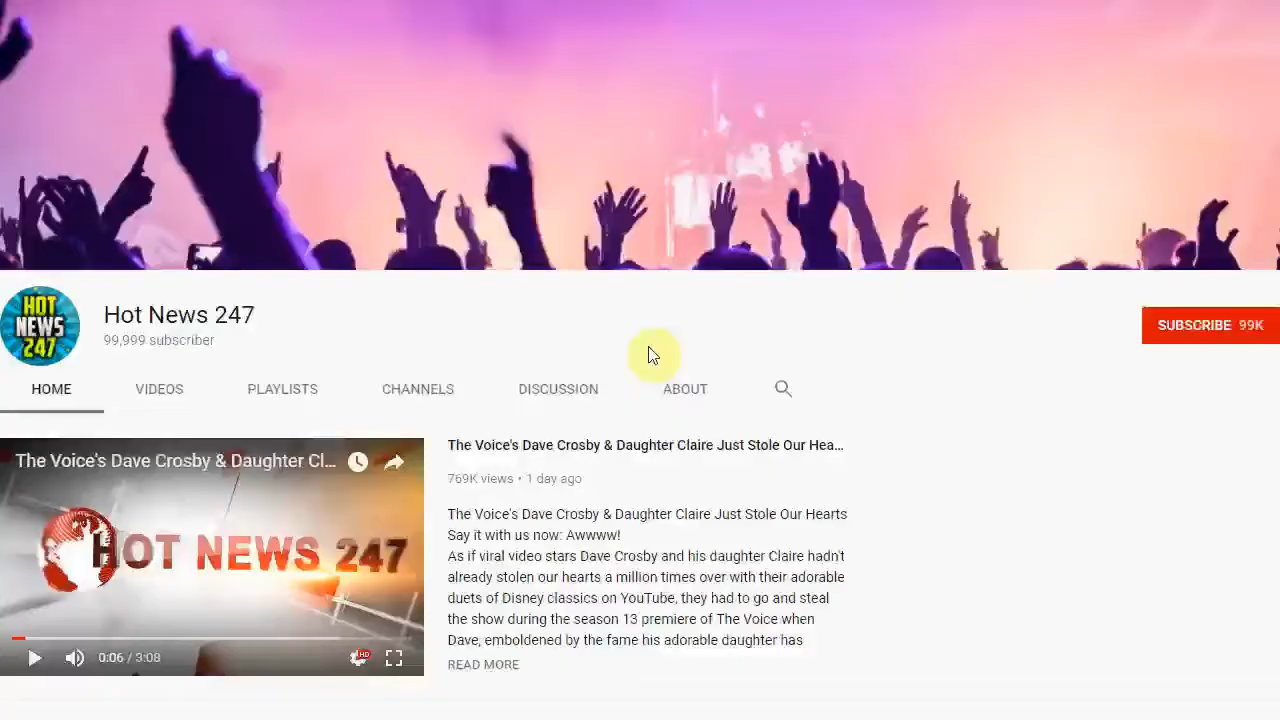 HOT
NEWS
247
Hot News 247
99,999 subscriber
SUBSCRIBE 99K
HOME VIDEOS PLAYLISTS CHANNELS DISCUSSION ABOUT
The Voice's Dave Crosby & Daughter Cl...
HOT NEWS 247
0:06 / 3:08
HD
The Voice's Dave Crosby & Daughter Claire Just Stole Our Hea...
769K views • 1 day ago
The Voice's Dave Crosby & Daughter Claire Just Stole Our Hearts
Say it with us now: Awwww!
As if viral video stars Dave Crosby and his daughter Claire hadn't
already stolen our hearts a million times over with their adorable
duets of Disney classics on YouTube, they had to go and steal
the show during the season 13 premiere of The Voice when
Dave, emboldened by the fame his adorable daughter has
READ MORE